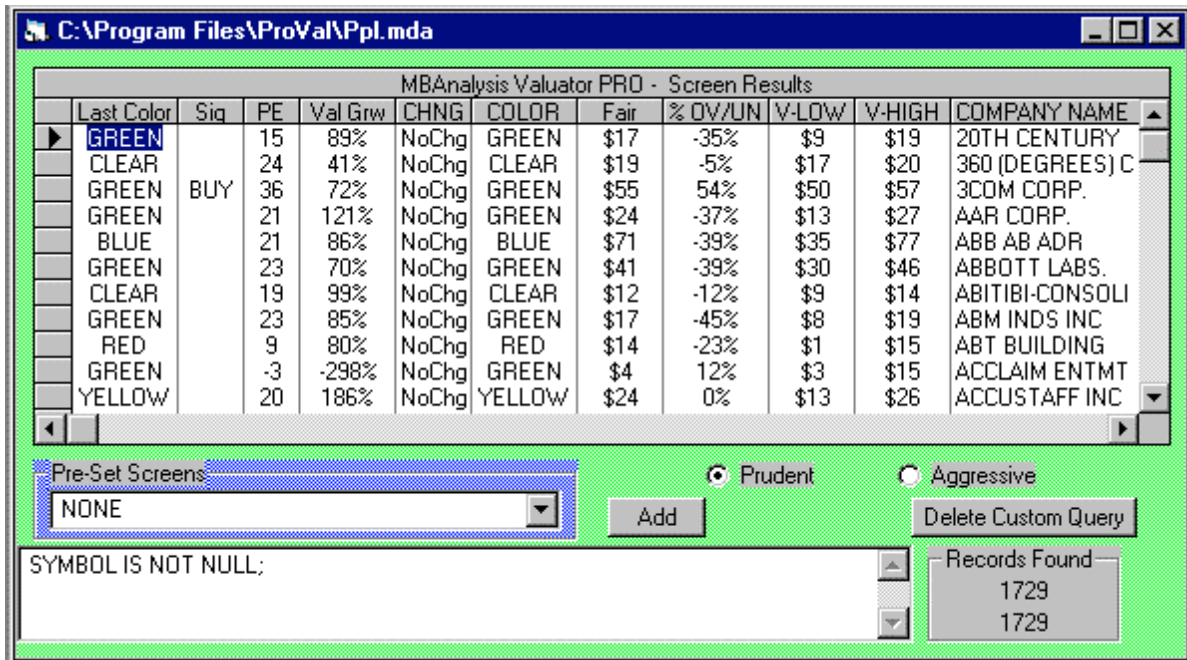 C:\Program Files\ProVal\Ppl.mda
MBAnalysis Valuator PRO - Screen Results
Last Color Sig PE Val Grw CHNG COLOR Fair % OV/UN V-LOW V-HIGH COMPANY NAME
GREEN 15 89% NoChg GREEN $17 -35% $9 $19 20TH CENTURY
CLEAR 24 41% NoChg CLEAR $19 -5% $17 $20 360 (DEGREES) C
GREEN BUY 36 72% NoChg GREEN $55 54% $50 $57 3COM CORP.
GREEN 21 121% NoChg GREEN $24 -37% $13 $27 AAR CORP.
BLUE 21 86% NoChg BLUE $71 -39% $35 $77 ABB AB ADR
GREEN 23 70% NoChg GREEN $41 -39% $30 $46 ABBOTT LABS.
CLEAR 19 99% NoChg CLEAR $12 -12% $9 $14 ABITIBI-CONSOLI
GREEN 23 85% NoChg GREEN $17 -45% $8 $19 ABM INDS INC
RED 9 80% NoChg RED $14 -23% $1 $15 ABT BUILDING
GREEN -3 -298% NoChg GREEN $4 12% $3 $15 ACCLAIM ENTMT
YELLOW 20 186% NoChg YELLOW $24 0% $13 $26 ACCUSTAFF INC
Pre-Set Screens
Prudent Aggressive
NONE
Add Delete Custom Query
SYMBOL IS NOT NULL;
Records Found
1729
1729